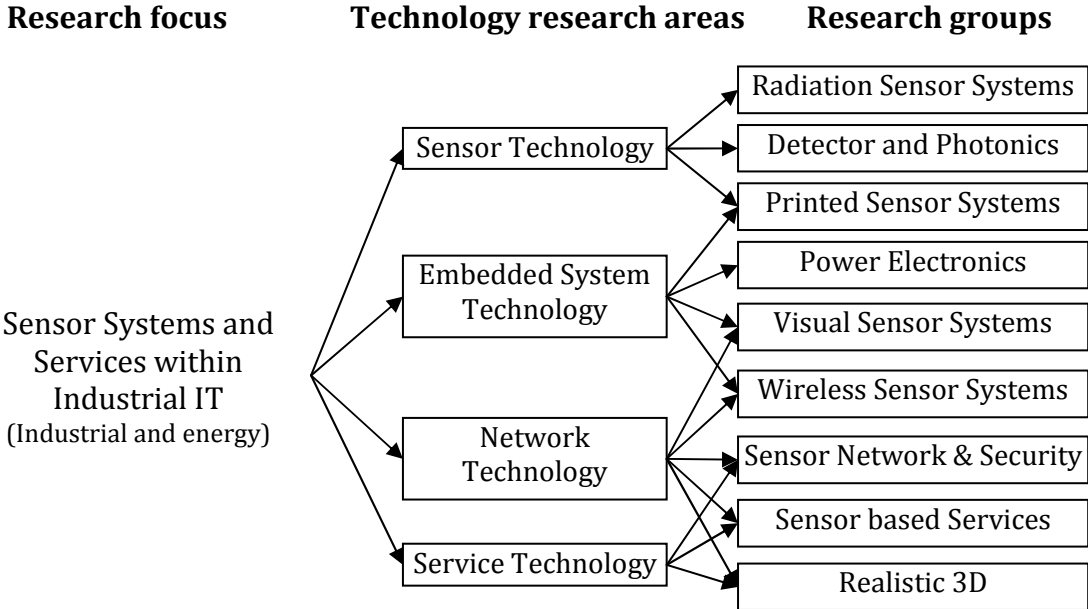 Research focus
Technology research areas
Research groups
Sensor Systems and
Services within
Industrial IT
(Industrial and energy)
Sensor Technology
Embedded System
Technology
Network
Technology
Service Technology
Radiation Sensor Systems
Detector and Photonics
Printed Sensor Systems
Power Electronics
Visual Sensor Systems
Wireless Sensor Systems
Sensor Network & Security
Sensor based Services
Realistic 3D